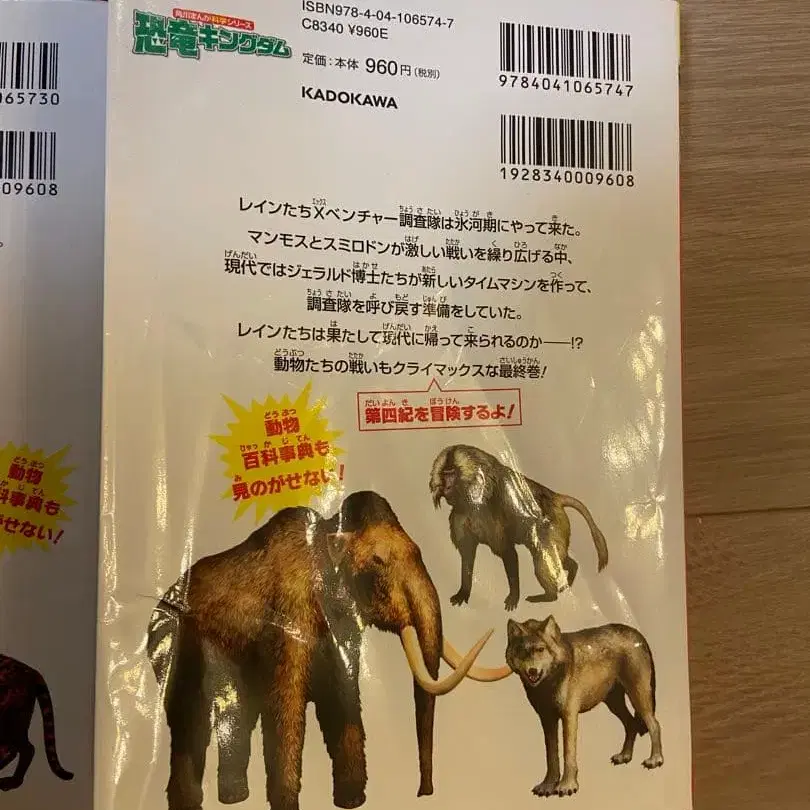 065730
09608
動物
科事典も
がせない!
角川まんが科学シリーズ
恐竜キングダム
ISBN978-4-04-106574-7
C8340 ¥960E
定価:本体 960円(税別)
KADOKAWA
9784041065747
1928340009608
レインたちXベンチャー調査隊は氷河期にやって来た。
マンモスとスミロドンが激しい戦いを繰り広げる中、
現代ではジェラルド博士たちが新しいタイムマシンを作って、
調査隊を呼び戻す準備をしていた。
レインたちは果たして現代に帰って来られるのか――!?
動物たちの戦いもクライマックスな最終巻!
第四紀を冒険するよ!
動物
百科事典も
見のがせない!